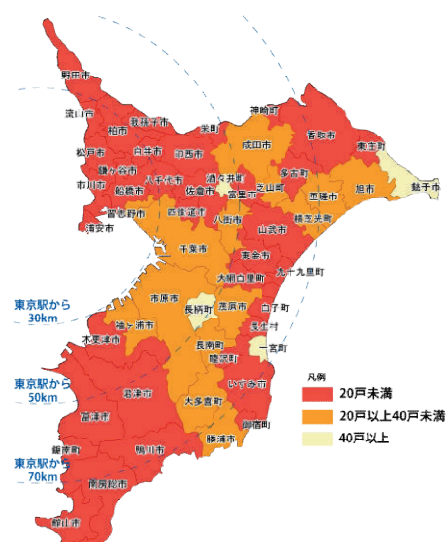 野田市
流山市
柏市
我孫子市
松戸市
鎌ヶ谷市
白井市
印西市
栄町
神崎町
香取市
東庄町
銚子市
成田市
市川市
船橋市
八千代市
佐倉市
酒々井町
富里市
芝山町
多古町
匝瑳市
旭市
横芝光町
浦安市
習志野市
四街道市
八街市
山武市
千葉市
東金市
九十九里町
大網白里町
市原市
長柄町
茂原市
白子町
長生村
東京駅から
30km
袖ヶ浦市
木更津市
長南町
一宮町
睦沢町
いすみ市
東京駅から
50km
君津市
富津市
大多喜町
御宿町
勝浦市
鋸南町
鴨川市
東京駅から
70km
南房総市
館山市
凡例
20戸未満
20戸以上40戸未満
40戸以上